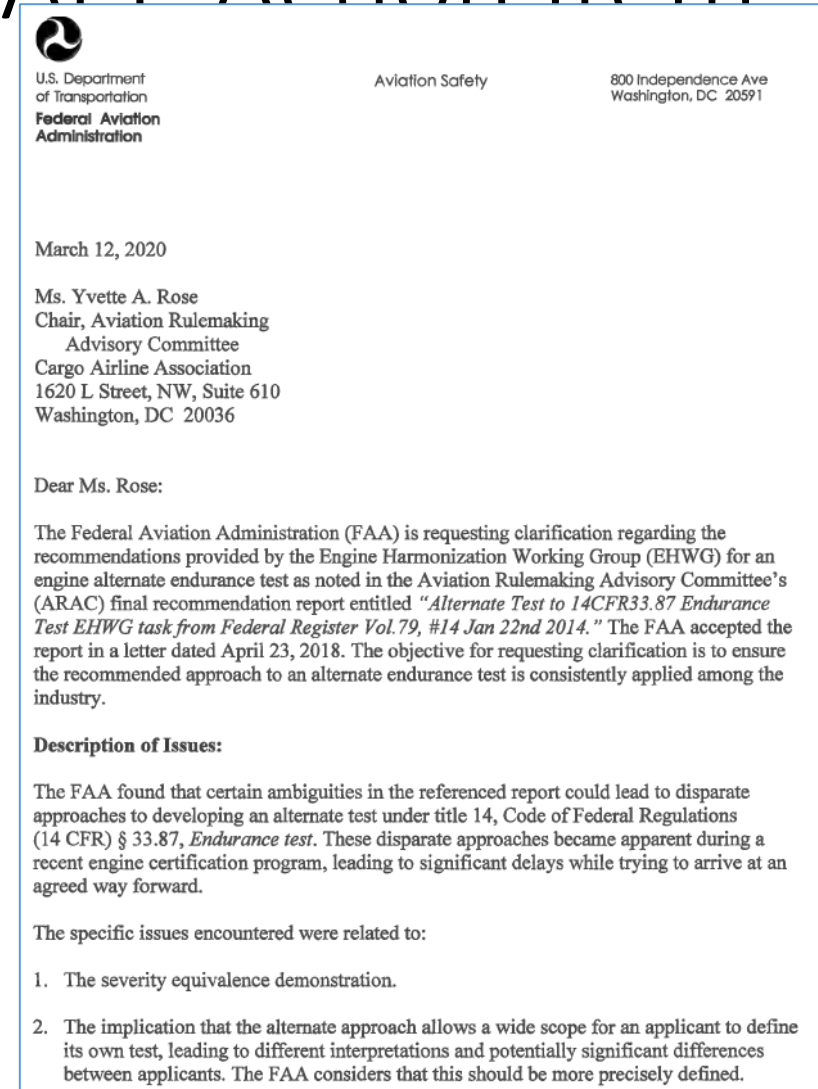 U.S. Department
of Transportation
Federal Aviation
Administration
Aviation Safety
800 Independence Ave
Washington, DC 20591
March 12, 2020
Ms. Yvette A. Rose
Chair, Aviation Rulemaking
Advisory Committee
Cargo Airline Association
1620 L Street, NW, Suite 610
Washington, DC 20036
Dear Ms. Rose:
The Federal Aviation Administration (FAA) is requesting clarification regarding the
recommendations provided by the Engine Harmonization Working Group (EHWG) for an
engine alternate endurance test as noted in the Aviation Rulemaking Advisory Committee's
(ARAC) final recommendation report entitled "Alternate Test to 14CFR33.87 Endurance
Test EHWG task from Federal Register Vol.79, #14 Jan 22nd 2014." The FAA accepted the
report in a letter dated April 23, 2018. The objective for requesting clarification is to ensure
the recommended approach to an alternate endurance test is consistently applied among the
industry.
Description of Issues:
The FAA found that certain ambiguities in the referenced report could lead to disparate
approaches to developing an alternate test under title 14, Code of Federal Regulations
(14 CFR) § 33.87, Endurance test. These disparate approaches became apparent during a
recent engine certification program, leading to significant delays while trying to arrive at an
agreed way forward.
The specific issues encountered were related to:
1. The severity equivalence demonstration.
2. The implication that the alternate approach allows a wide scope for an applicant to define
its own test, leading to different interpretations and potentially significant differences
between applicants. The FAA considers that this should be more precisely defined.